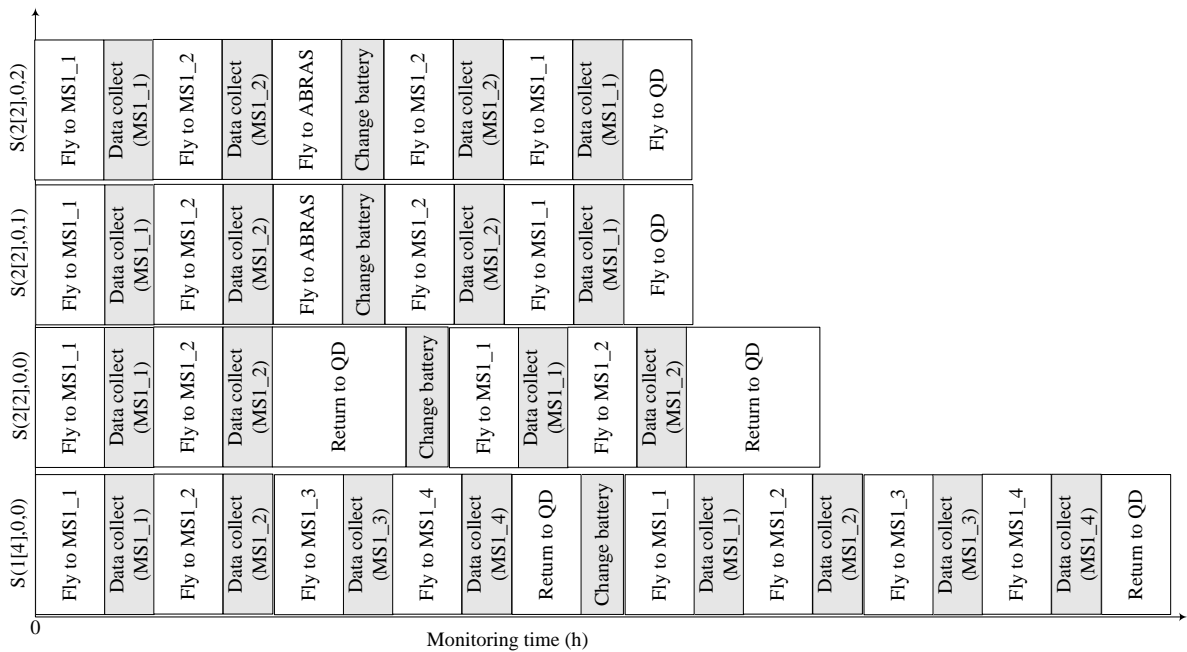 S(2[2],0,2)
Fly to MS1_1
Data collect
(MS1_1)
Fly to MS1_2
Data collect
(MS1_2)
Fly to ABRAS
Change battery
Fly to MS1_2
Data collect
(MS1_2)
Fly to MS1_1
Data collect
(MS1_1)
Fly to QD
S(2[2],0,1)
Fly to MS1_1
Data collect
(MS1_1)
Fly to MS1_2
Data collect
(MS1_2)
Fly to ABRAS
Change battery
Fly to MS1_2
Data collect
(MS1_2)
Fly to MS1_1
Data collect
(MS1_1)
Fly to QD
S(2[2],0,0)
Fly to MS1_1
Data collect
(MS1_1)
Fly to MS1_2
Data collect
(MS1_2)
Return to QD
Change battery
Fly to MS1_1
Data collect
(MS1_1)
Fly to MS1_2
Data collect
(MS1_2)
Return to QD
S(1[4],0,0)
Fly to MS1_1
Data collect
(MS1_1)
Fly to MS1_2
Data collect
(MS1_2)
Fly to MS1_3
Data collect
(MS1_3)
Fly to MS1_4
Data collect
(MS1_4)
Return to QD
Change battery
Fly to MS1_1
Data collect
(MS1_1)
Fly to MS1_2
Data collect
(MS1_2)
Fly to MS1_3
Data collect
(MS1_3)
Fly to MS1_4
Data collect
(MS1_4)
Return to QD
0
Monitoring time (h)